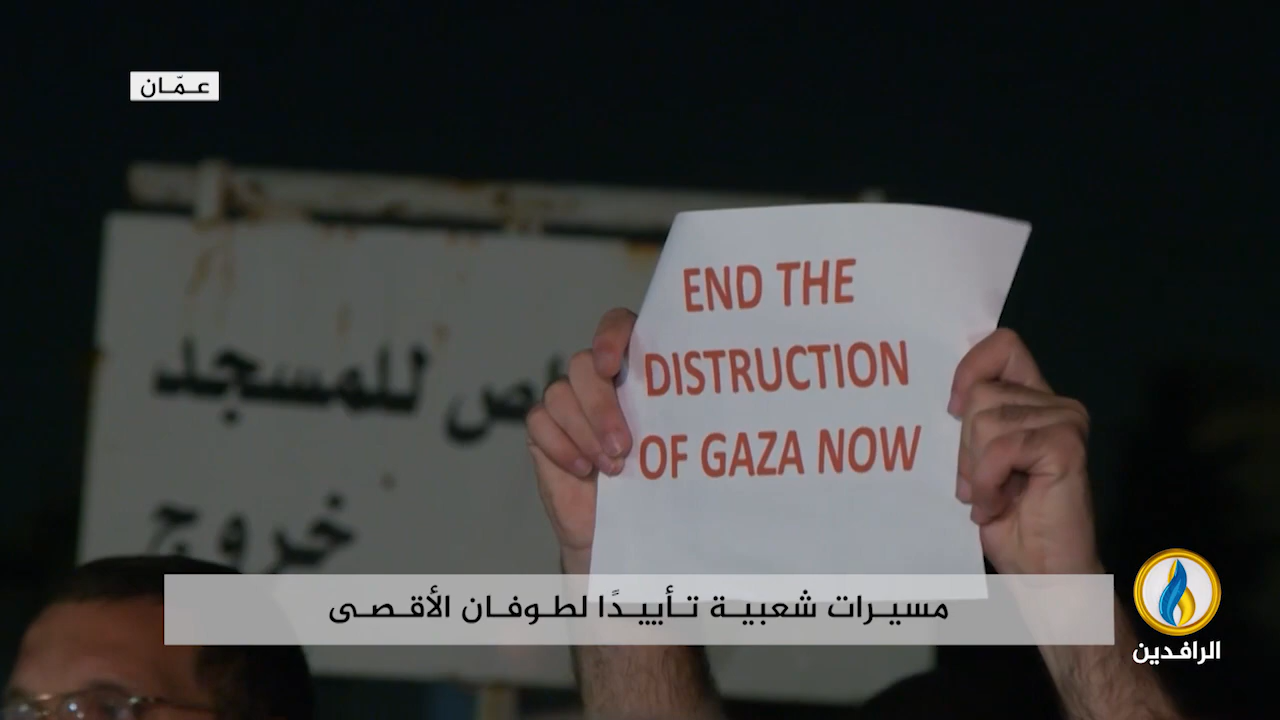 عمّان
للمسجد
خروج
END THE
DISTRUCTION
OF GAZA NOW
مسيرات شعبية تأييدًا لطوفان الأقصى
الرافدين